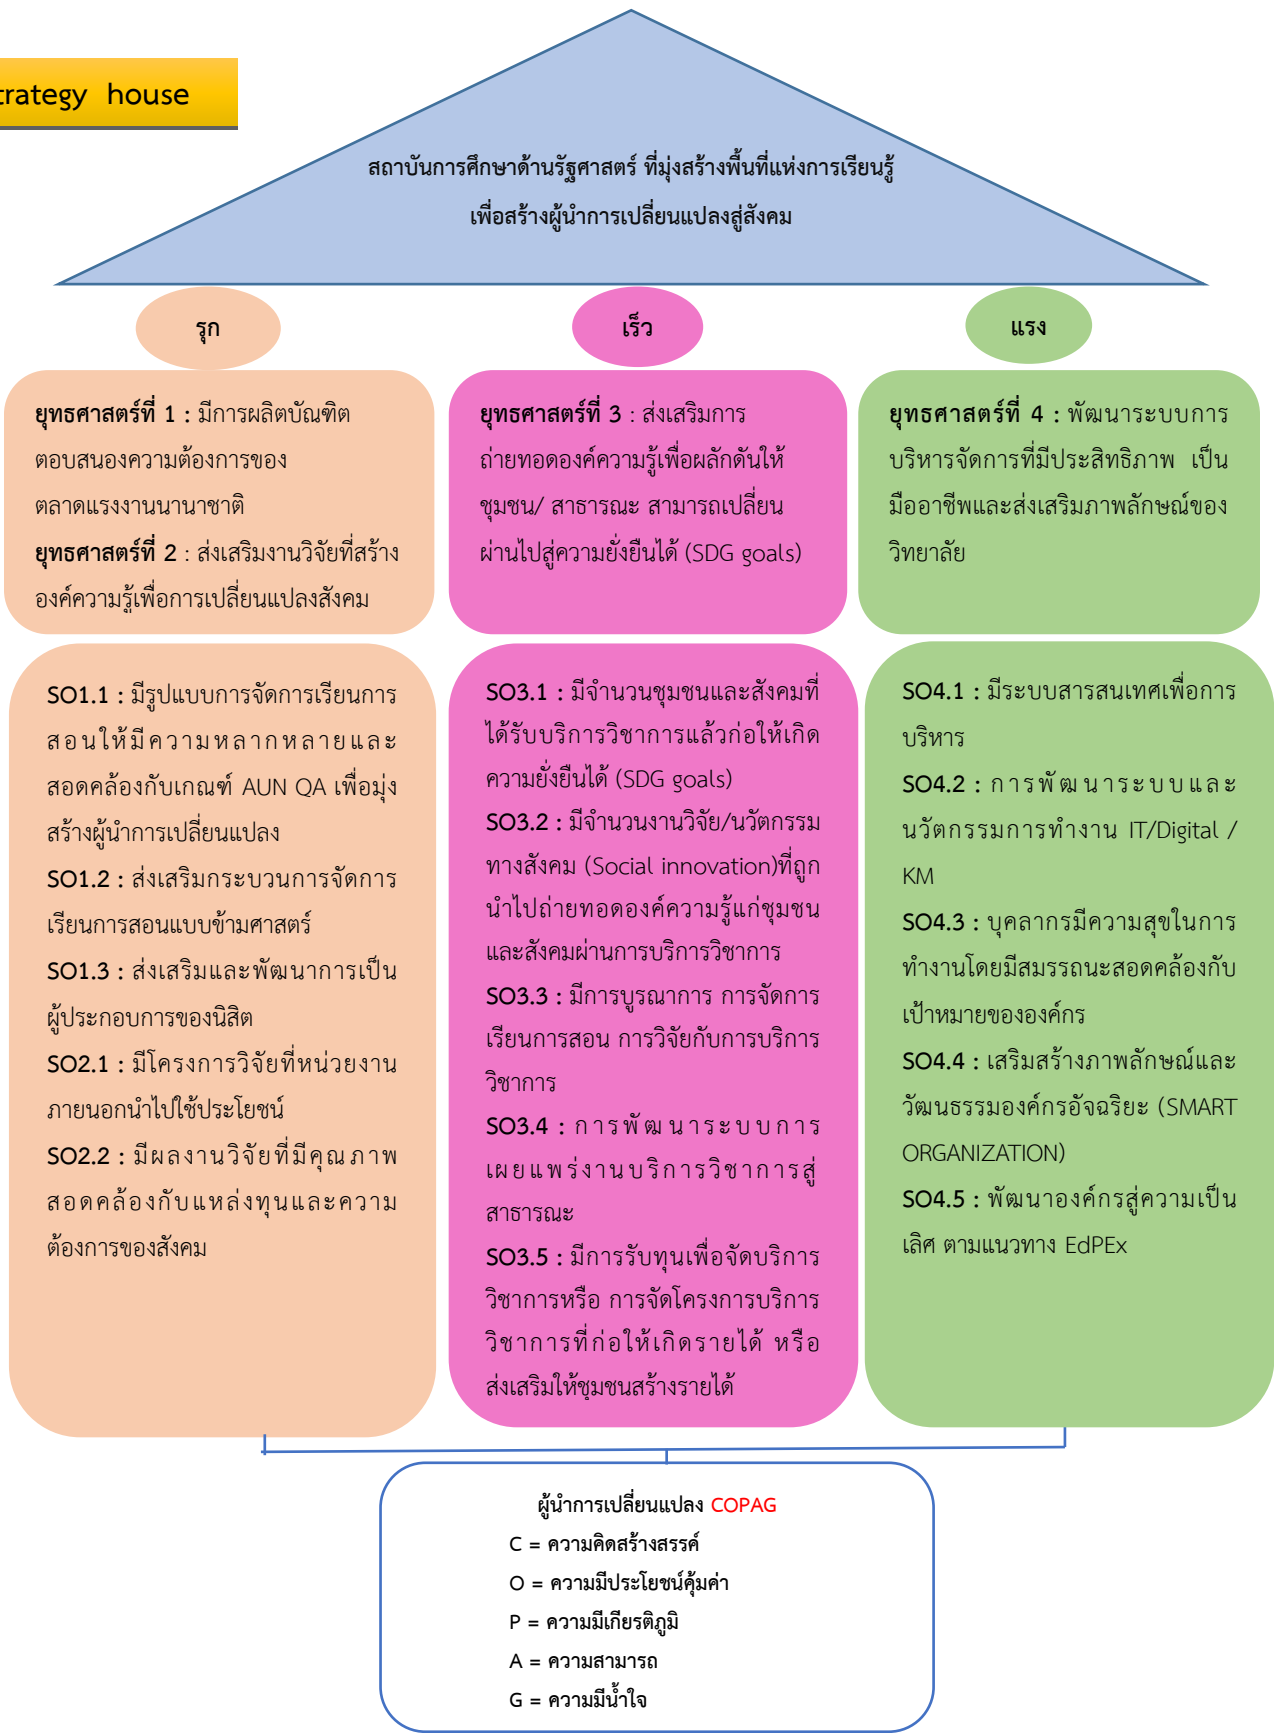 trategy house
สถาบันการศึกษาด้านรัฐศาสตร์ ที่มุ่งสร้างพื้นที่แห่งการเรียนรู้
เพื่อสร้างผู้นำการเปลี่ยนแปลงสู่สังคม
รุก
เร็ว
แรง
ยุทธศาสตร์ที่ 1 : มีการผลิตบัณฑิต
ตอบสนองความต้องการของ
ตลาดแรงงานนานาชาติ
ยุทธศาสตร์ที่ 2 : ส่งเสริมงานวิจัยที่สร้าง
องค์ความรู้เพื่อการเปลี่ยนแปลงสังคม
ยุทธศาสตร์ที่ 3 : ส่งเสริมการ
ถ่ายทอดองค์ความรู้เพื่อผลักดันให้
ชุมชน/ สาธารณะ สามารถเปลี่ยน
ผ่านไปสู่ความยั่งยืนได้ (SDG goals)
ยุทธศาสตร์ที่ 4 : พัฒนาระบบการ
บริหารจัดการที่มีประสิทธิภาพ เป็น
มืออาชีพและส่งเสริมภาพลักษณ์ของ
วิทยาลัย
SO1.1 : มีรูปแบบการจัดการเรียนการ
สอนให้มีความหลากหลายและ
สอดคล้องกับเกณฑ์ AUN QA เพื่อมุ่ง
สร้างผู้นำการเปลี่ยนแปลง
SO1.2 : ส่งเสริมกระบวนการจัดการ
เรียนการสอนแบบข้ามศาสตร์
SO1.3 : ส่งเสริมและพัฒนาการเป็น
ผู้ประกอบการของนิสิต
SO2.1 : มีโครงการวิจัยที่หน่วยงาน
ภายนอกนำไปใช้ประโยชน์
SO2.2 : มีผลงานวิจัยที่มีคุณภาพ
สอดคล้องกับแหล่งทุนและความ
ต้องการของสังคม
SO3.1 : มีจำนวนชุมชนและสังคมที่
ได้รับบริการวิชาการแล้วก่อให้เกิด
ความยั่งยืนได้ (SDG goals)
SO3.2 : มีจำนวนงานวิจัย/นวัตกรรม
ทางสังคม (Social innovation)ที่ถูก
นำไปถ่ายทอดองค์ความรู้แก่ชุมชน
และสังคมผ่านการบริการวิชาการ
SO3.3 : มีการบูรณาการ การจัดการ
เรียนการสอน การวิจัยกับการบริการ
วิชาการ
SO3.4 : การพัฒนาระบบการ
เผยแพร่งานบริการวิชาการสู่
สาธารณะ
SO3.5 : มีการรับทุนเพื่อจัดบริการ
วิชาการหรือ การจัดโครงการบริการ
วิชาการที่ก่อให้เกิดรายได้ หรือ
ส่งเสริมให้ชุมชนสร้างรายได้
SO4.1 : มีระบบสารสนเทศเพื่อการ
บริหาร
SO4.2 : การพัฒนาระบบและ
นวัตกรรมการทำงาน IT/Digital /
KM
SO4.3 : บุคลากรมีความสุขในการ
ทำงานโดยมีสมรรถนะสอดคล้องกับ
เป้าหมายขององค์กร
SO4.4 : เสริมสร้างภาพลักษณ์และ
วัฒนธรรมองค์กรอัจฉริยะ (SMART
ORGANIZATION)
SO4.5 : พัฒนาองค์กรสู่ความเป็น
เลิศ ตามแนวทาง EdPEx
ผู้นำการเปลี่ยนแปลง COPAG
C = ความคิดสร้างสรรค์
O = ความมีประโยชน์คุ้มค่า
P = ความมีเกียรติภูมิ
A = ความสามารถ
G = ความมีน้ำใจ